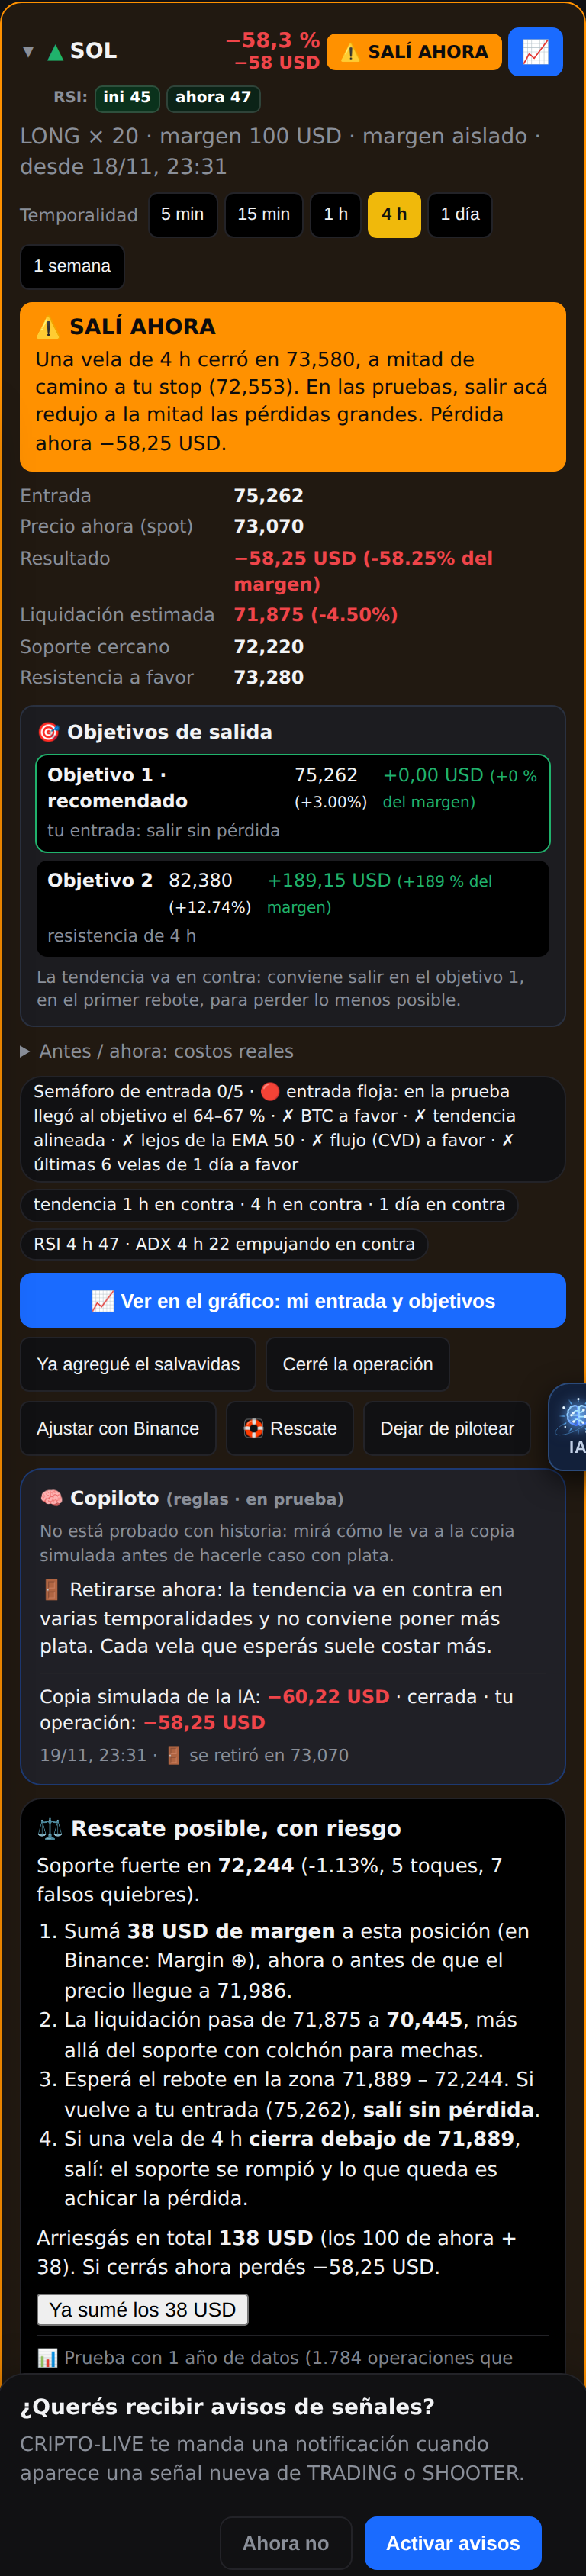 ▼ ▲ SOL
−58,3 %
−58 USD
⚠️ SALÍ AHORA
RSI: ini 45 ahora 47
LONG × 20 · margen 100 USD · margen aislado ·
desde 18/11, 23:31
Temporalidad 5 min 15 min 1 h 4 h 1 día
1 semana
⚠️ SALÍ AHORA
Una vela de 4 h cerró en 73,580, a mitad de
camino a tu stop (72,553). En las pruebas, salir acá
redujo a la mitad las pérdidas grandes. Pérdida
ahora −58,25 USD.
Entrada 75,262
Precio ahora (spot) 73,070
Resultado −58,25 USD (-58.25% del
margen)
Liquidación estimada 71,875 (-4.50%)
Soporte cercano 72,220
Resistencia a favor 73,280
🎯 Objetivos de salida
Objetivo 1 · 75,262 +0,00 USD (+0 %
recomendado (+3.00%) del margen)
tu entrada: salir sin pérdida
Objetivo 2 82,380 +189,15 USD (+189 % del
(+12.74%) margen)
resistencia de 4 h
La tendencia va en contra: conviene salir en el objetivo 1,
en el primer rebote, para perder lo menos posible.
▶ Antes / ahora: costos reales
Semáforo de entrada 0/5 · 🔴 entrada floja: en la prueba
llegó al objetivo el 64–67 % · ✗ BTC a favor · ✗ tendencia
alineada · ✗ lejos de la EMA 50 · ✗ flujo (CVD) a favor · ✗
últimas 6 velas de 1 día a favor
tendencia 1 h en contra · 4 h en contra · 1 día en contra
RSI 4 h 47 · ADX 4 h 22 empujando en contra
📈 Ver en el gráfico: mi entrada y objetivos
Ya agregué el salvavidas Cerré la operación
Ajustar con Binance 🛟 Rescate Dejar de pilotear
IA
🧠 Copiloto (reglas · en prueba)
No está probado con historia: mirá cómo le va a la copia
simulada antes de hacerle caso con plata.
🚪 Retirarse ahora: la tendencia va en contra en
varias temporalidades y no conviene poner más
plata. Cada vela que esperás suele costar más.
Copia simulada de la IA: −60,22 USD · cerrada · tu
operación: −58,25 USD
19/11, 23:31 · 🚪 se retiró en 73,070
⚖️ Rescate posible, con riesgo
Soporte fuerte en 72,244 (-1.13%, 5 toques, 7
falsos quiebres).
1. Sumá 38 USD de margen a esta posición (en
Binance: Margin ⊕), ahora o antes de que el
precio llegue a 71,986.
2. La liquidación pasa de 71,875 a 70,445, más
allá del soporte con colchón para mechas.
3. Esperá el rebote en la zona 71,889 – 72,244. Si
vuelve a tu entrada (75,262), salí sin pérdida.
4. Si una vela de 4 h cierra debajo de 71,889,
salí: el soporte se rompió y lo que queda es
achicar la pérdida.
Arriesgás en total 138 USD (los 100 de ahora +
38). Si cerrás ahora perdés −58,25 USD.
Ya sumé los 38 USD
📊 Prueba con 1 año de datos (1.784 operaciones que
¿Querés recibir avisos de señales?
CRIPTO-LIVE te manda una notificación cuando
aparece una señal nueva de TRADING o SHOOTER.
Ahora no Activar avisos